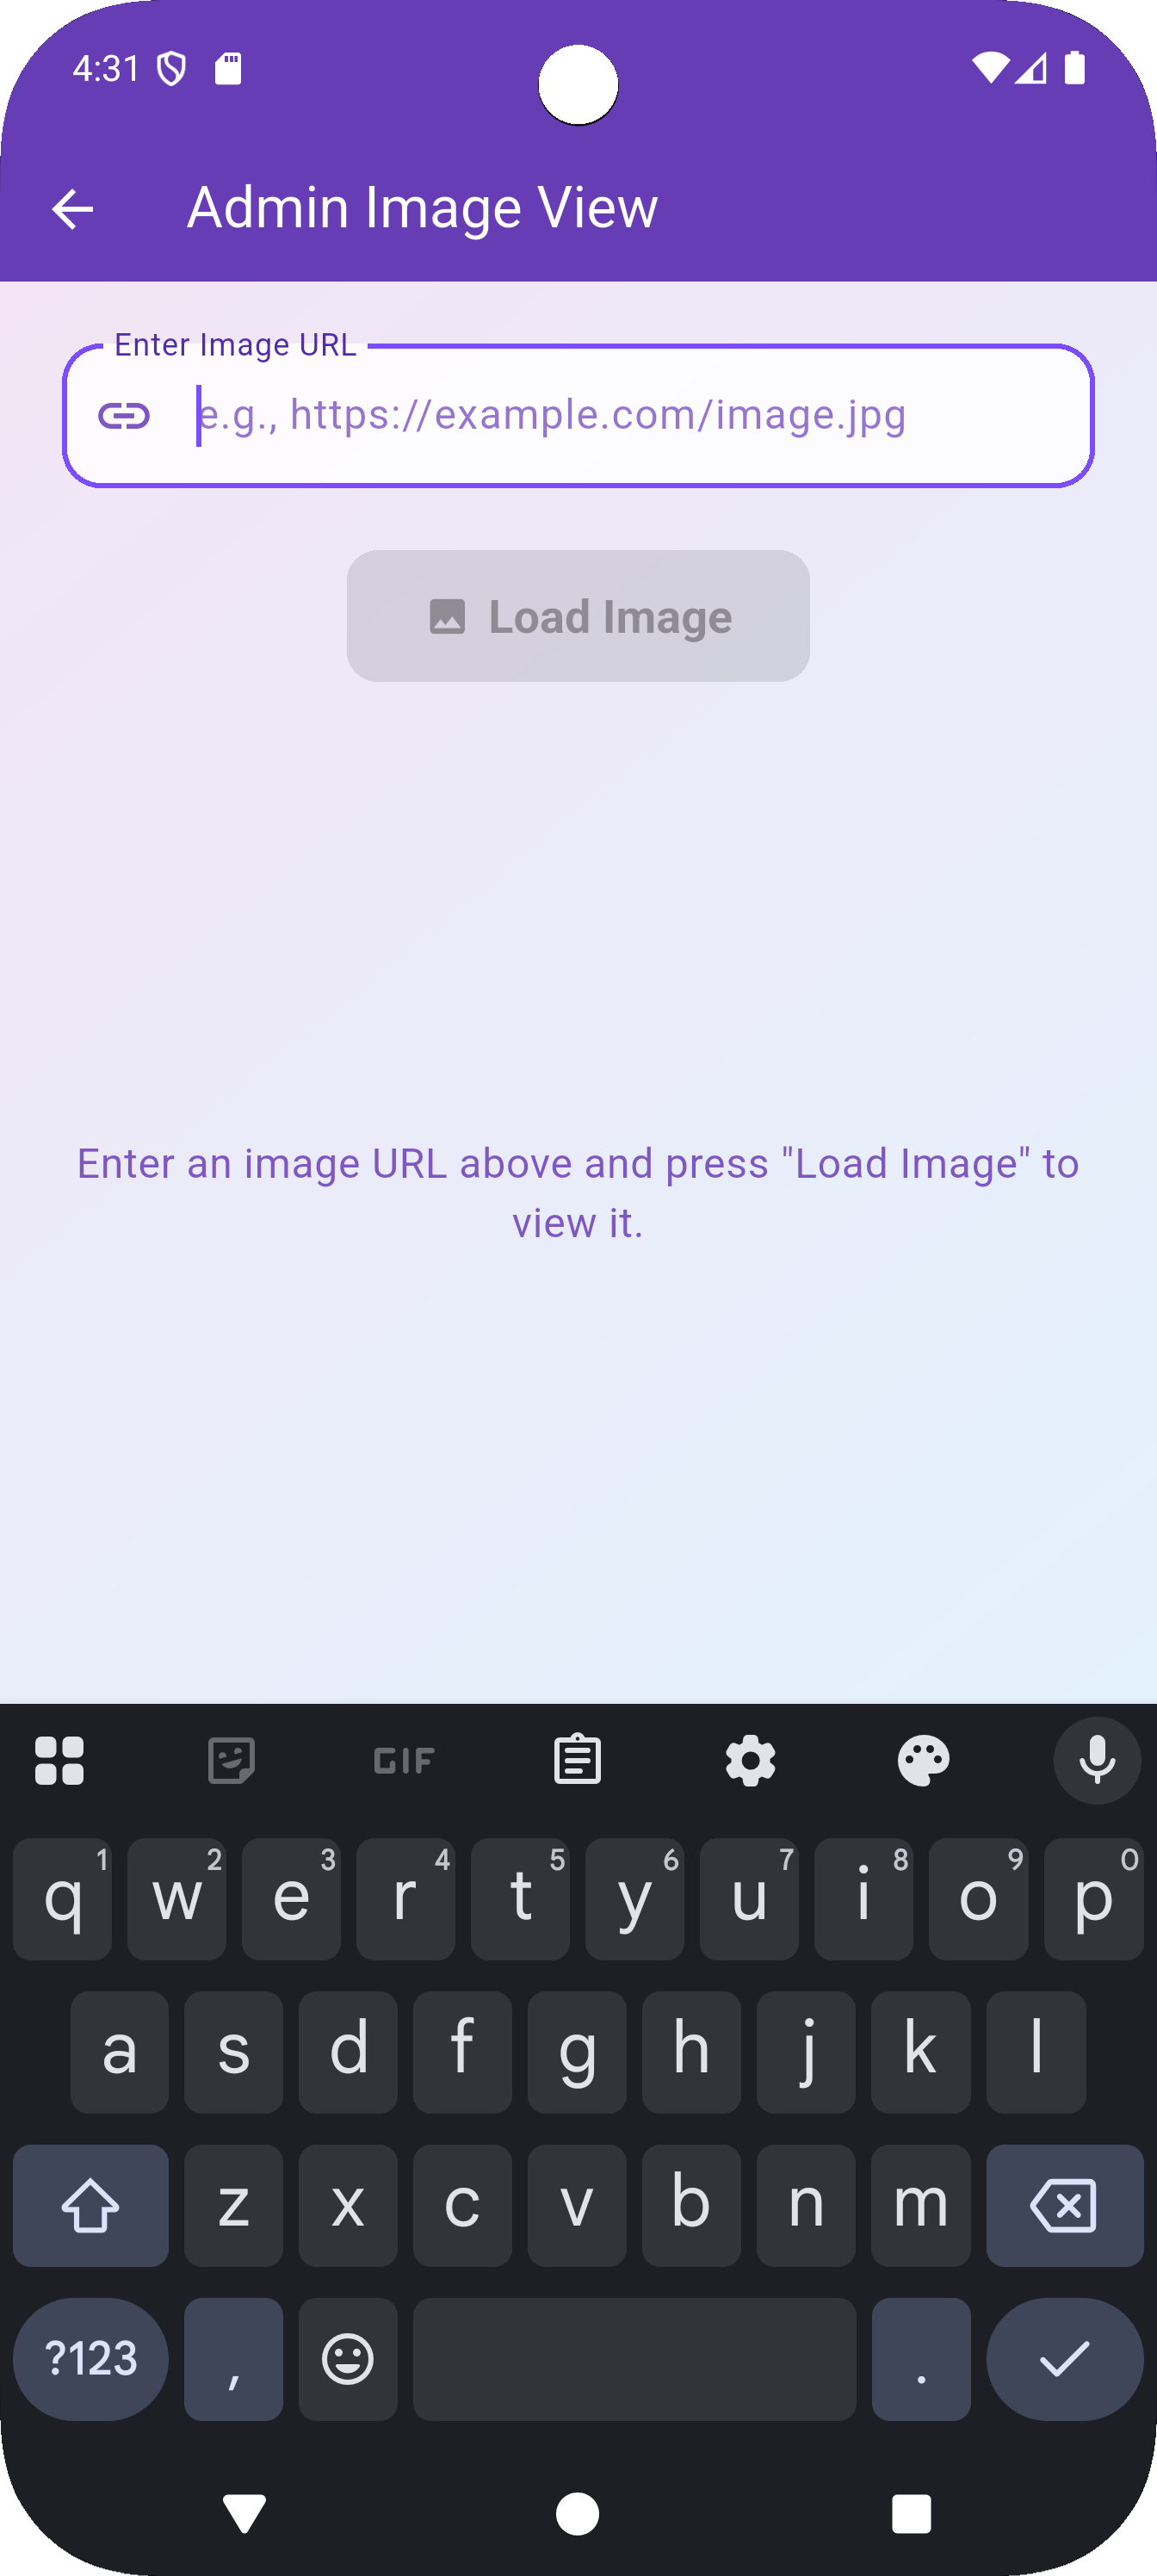 4:31
Admin Image View
Enter Image URL
e.g., https://example.com/image.jpg
Load Image
Enter an image URL above and press "Load Image" to
view it.
GIF
q 1 w 2 e 3 r 4 t 5 y 6 u 7 i 8 o 9 p 0
a s d f g h j k l
z x c v b n m
?123 , .